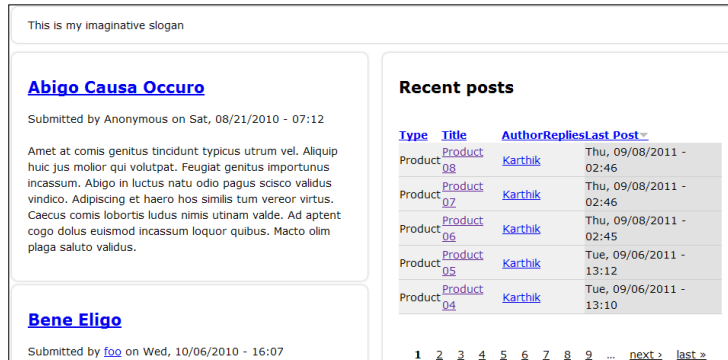 This is my imaginative slogan
Abigo Causa Occuro
Submitted by Anonymous on Sat, 08/21/2010 - 07:12
Amet at comis genitus tincidunt typicus utrum vel. Aliquip
huic jus molior qui volutpat. Feugiat genitus importunus
incassum. Abigo in luctus natu odio pagus scisco validus
vindico. Adipiscing et haero hos similis tum vereor virtus.
Caecus comis lobortis ludus nimis utinam valde. Ad aptent
cogo dolus euismod incassum loquor quibus. Macto olim
plaga saluto validus.
Bene Eligo
Submitted by foo on Wed, 10/06/2010 - 16:07
Recent posts
Type Title Author Replies Last Post
Product Product 08 Karthik Thu, 09/08/2011 - 02:46
Product Product 07 Karthik Thu, 09/08/2011 - 02:46
Product Product 06 Karthik Thu, 09/08/2011 - 02:45
Product Product 05 Karthik Tue, 09/06/2011 - 13:12
Product Product 04 Karthik Tue, 09/06/2011 - 13:10
1 2 3 4 5 6 7 8 9 … next › last »